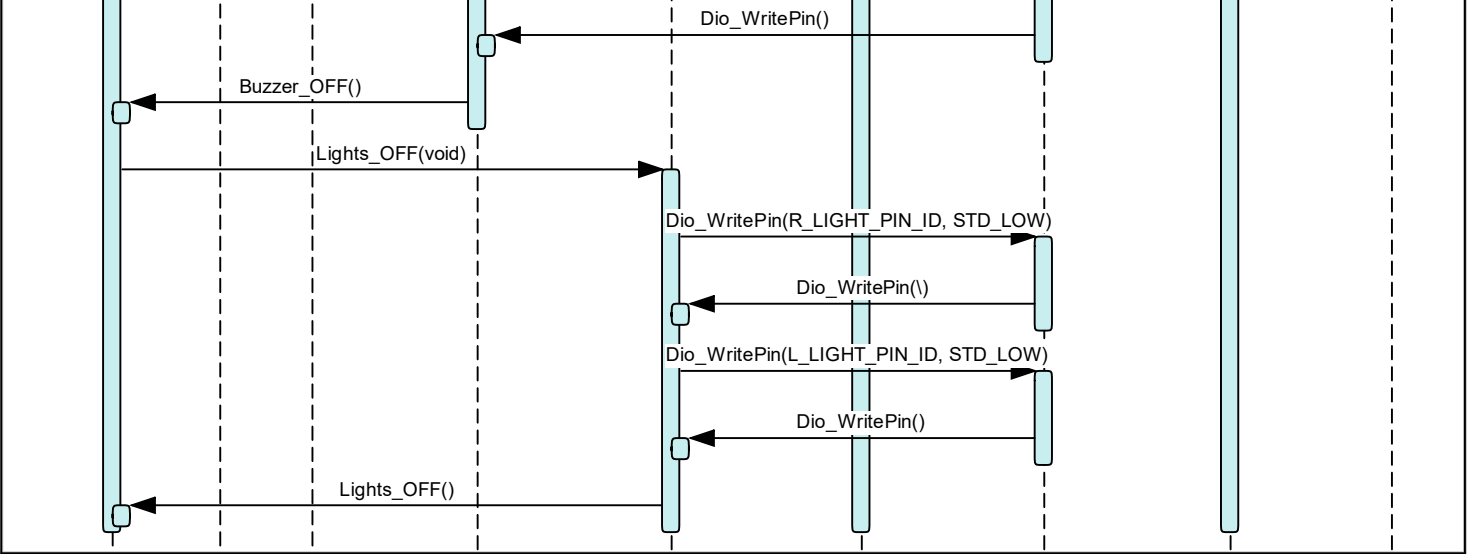 Dio_WritePin()
Buzzer_OFF()
Lights_OFF(void)
Dio_WritePin(R_LIGHT_PIN_ID, STD_LOW)
Dio_WritePin(\)
Dio_WritePin(L_LIGHT_PIN_ID, STD_LOW)
Dio_WritePin()
Lights_OFF()